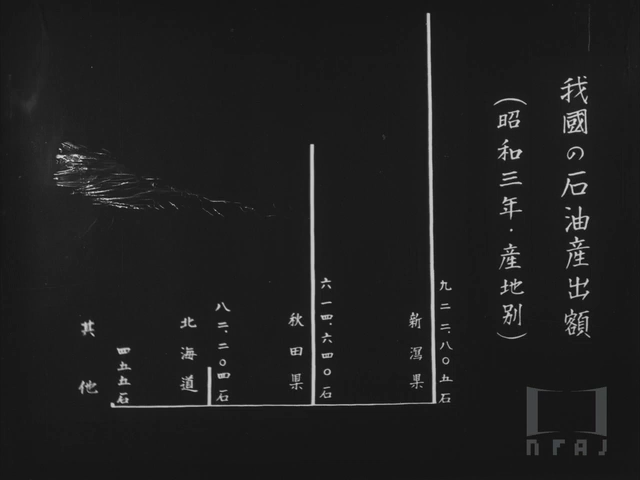 我國の石油産出額
(昭和三年・産地別)
新潟県
九二二、八〇五石
秋田県
六一四、六四〇石
北海道
八二、二〇四石
其他
四五五石
NFAJ